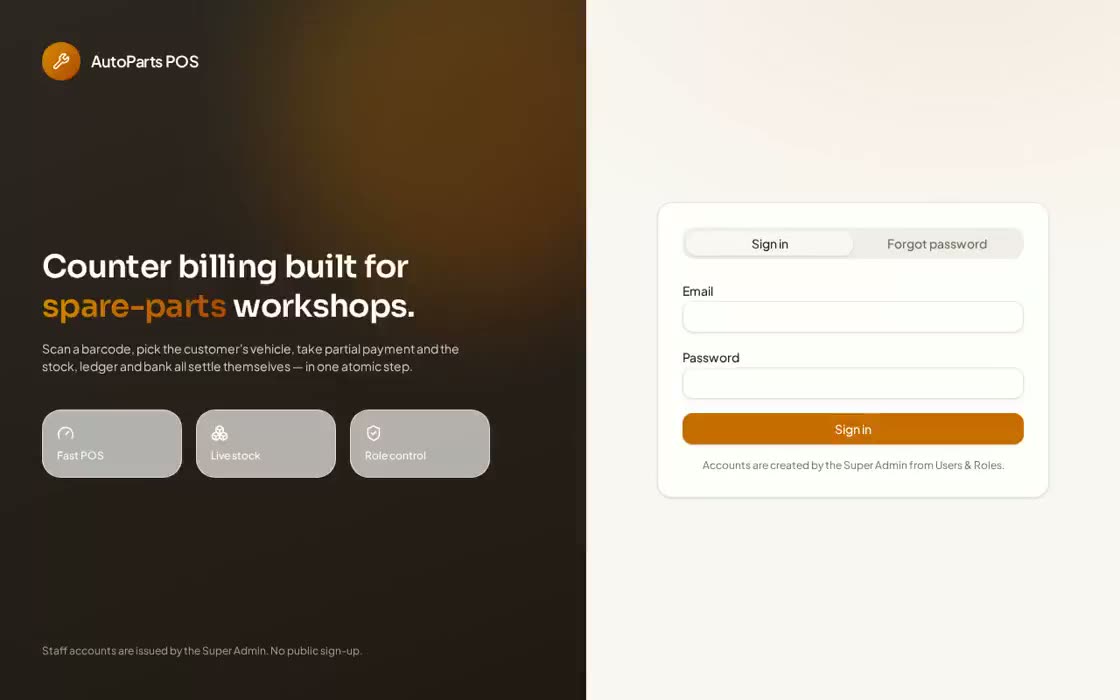 AutoParts POS
Counter billing built for
spare-parts workshops.
Scan a barcode, pick the customer's vehicle, take partial payment and the
stock, ledger and bank all settle themselves — in one atomic step.
Fast POS
Live stock
Role control
Staff accounts are issued by the Super Admin. No public sign-up.
Sign in
Forgot password
Email
Password
Sign in
Accounts are created by the Super Admin from Users & Roles.